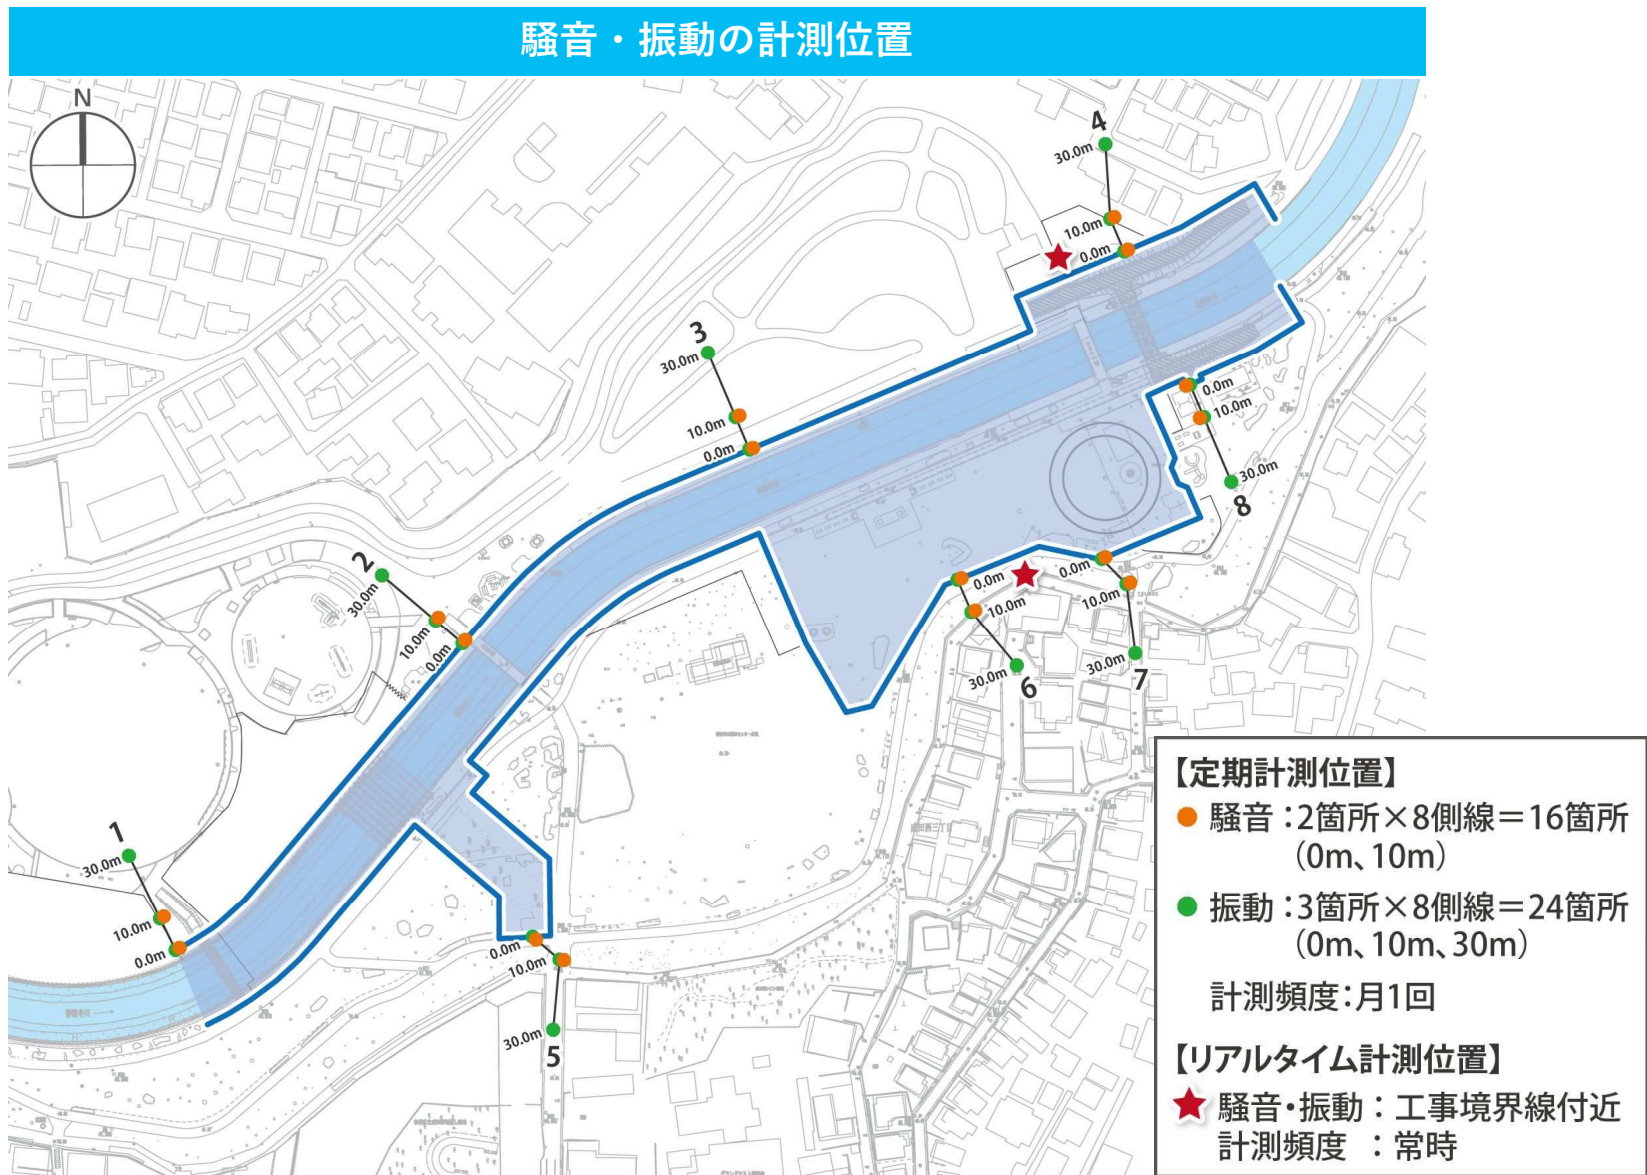 騒音・振動の計測位置
N
4
30.0m
10.0m
0.0m
3
30.0m
10.0m
0.0m
0.0m
10.0m
30.0m
8
2
30.0m
10.0m
0.0m
0.0m
10.0m
30.0m
6
0.0m
10.0m
30.0m
7
1
30.0m
10.0m
0.0m
0.0m
10.0m
30.0m
5
【定期計測位置】
騒音：2箇所×8側線＝16箇所
（0m、10m）
振動：3箇所×8側線＝24箇所
（0m、10m、30m）
計測頻度：月1回
【リアルタイム計測位置】
騒音・振動：工事境界線付近
計測頻度 ：常時